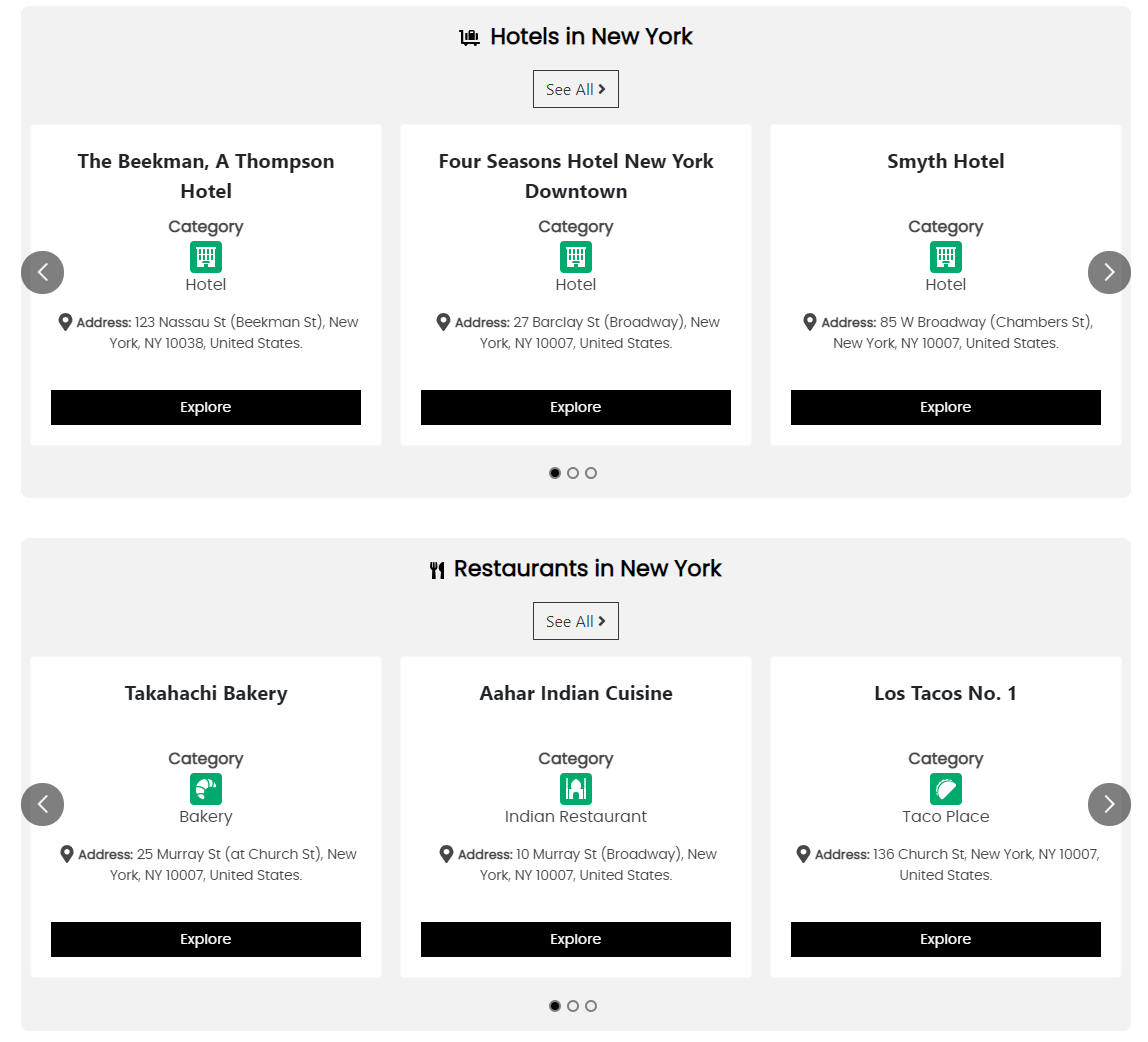 Hotels in New York
See All
The Beekman, A Thompson
Hotel
Category
Hotel
Address: 123 Nassau St (Beekman St), New
York, NY 10038, United States.
Explore
Four Seasons Hotel New York
Downtown
Category
Hotel
Address: 27 Barclay St (Broadway), New
York, NY 10007, United States.
Explore
Smyth Hotel
Category
Hotel
Address: 85 W Broadway (Chambers St),
New York, NY 10007, United States.
Explore
Restaurants in New York
See All
Takahachi Bakery
Category
Bakery
Address: 25 Murray St (at Church St), New
York, NY 10007, United States.
Explore
Aahar Indian Cuisine
Category
Indian Restaurant
Address: 10 Murray St (Broadway), New
York, NY 10007, United States.
Explore
Los Tacos No. 1
Category
Taco Place
Address: 136 Church St, New York, NY 10007,
United States.
Explore